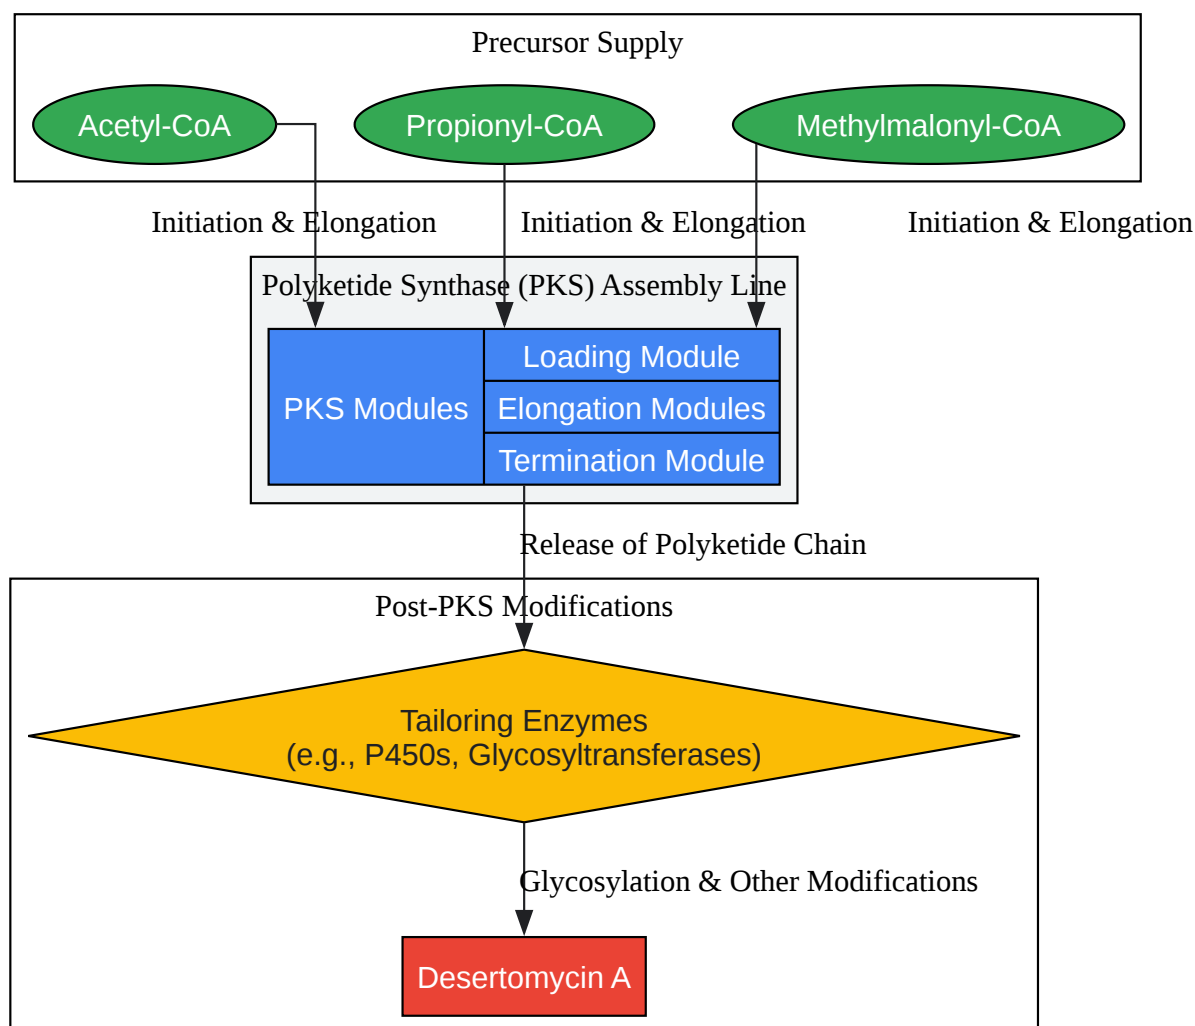 Precursor Supply
Acetyl-CoA
Propionyl-CoA
Methylmalonyl-CoA
Initiation & Elongation
Initiation & Elongation
Initiation & Elongation
Polyketide Synthase (PKS) Assembly Line
PKS Modules
Loading Module
Elongation Modules
Termination Module
Release of Polyketide Chain
Post-PKS Modifications
Tailoring Enzymes
(e.g., P450s, Glycosyltransferases)
Glycosylation & Other Modifications
Desertomycin A